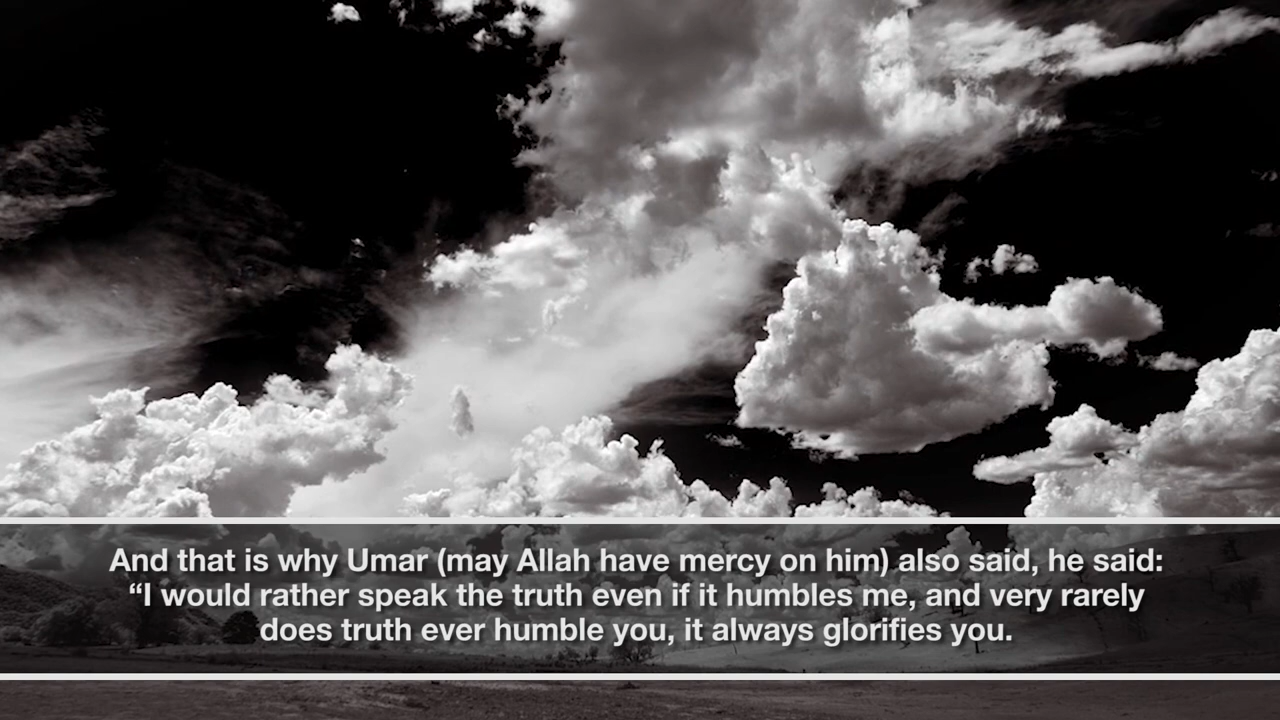 And that is why Umar (may Allah have mercy on him) also said, he said:
“I would rather speak the truth even if it humbles me, and very rarely
does truth ever humble you, it always glorifies you.